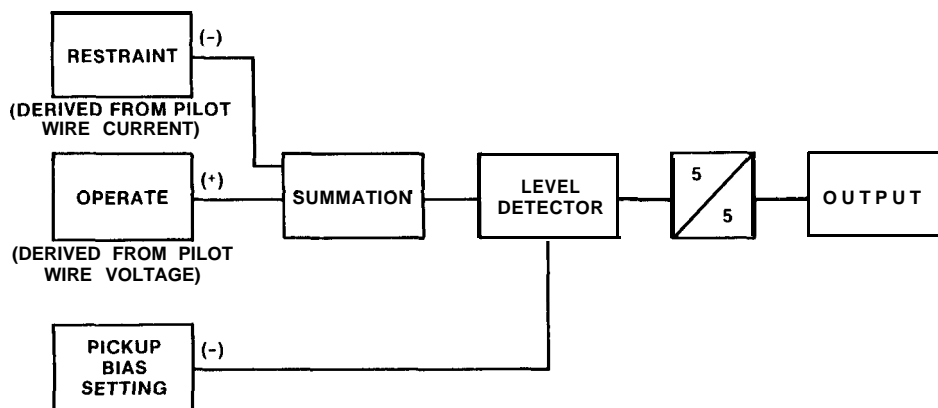 RESTRAINT
(-)
(DERIVED FROM PILOT
WIRE CURRENT)
OPERATE
(+)
(DERIVED FROM PILOT
WIRE VOLTAGE)
SUMMATION
LEVEL
DETECTOR
5
5
OUTPUT
PICKUP
BIAS
SETTING
(-)